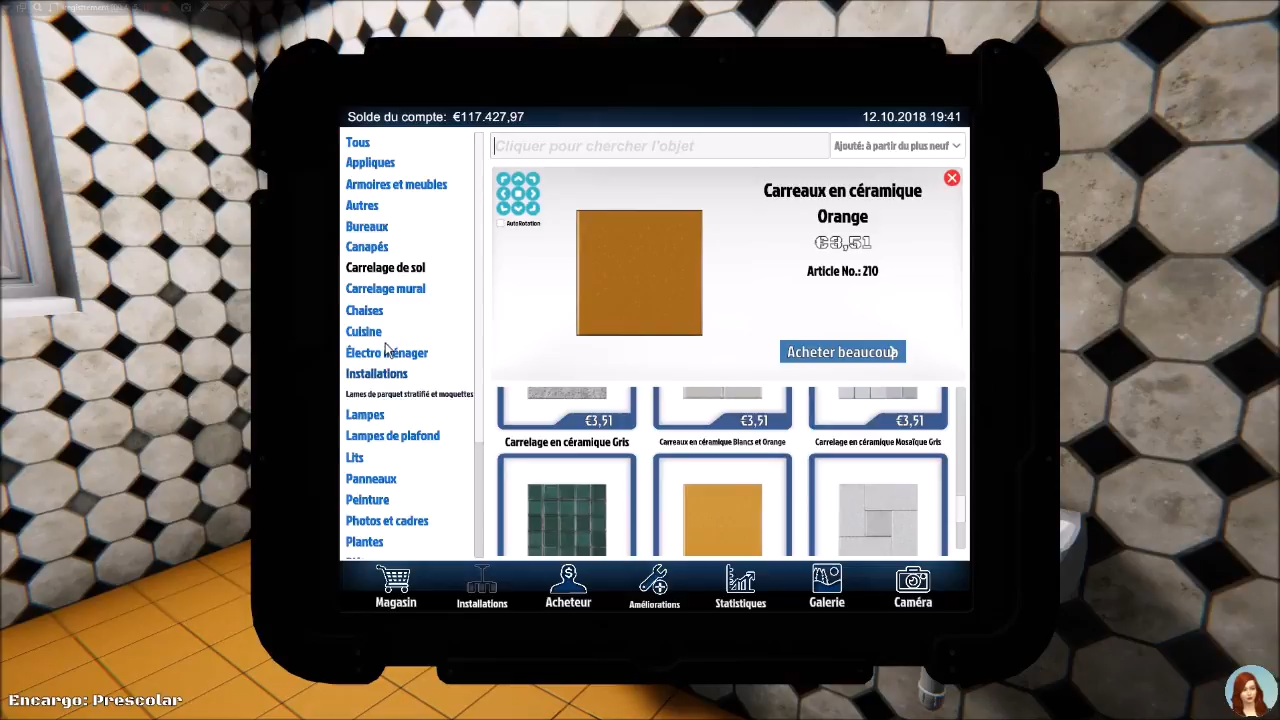 Solde du compte: €117.427,97
12.10.2018 19:41
Tous
Appliques
Armoires et meubles
Autres
Bureaux
Canapés
Carrelage de sol
Carrelage mural
Chaises
Cuisine
Électro ménager
Installations
Lames de parquet stratifié et moquettes
Lampes
Lampes de plafond
Lits
Panneaux
Peinture
Photos et cadres
Plantes
Cliquer pour chercher l'objet
Ajouté: à partir du plus neuf
AutoRotation
Carreaux en céramique
Orange
€3,51
Article No.: 210
Acheter beaucoup
€3,51
€3,51
€3,51
Carrelage en céramique Gris
Carreaux en céramique Blancs et Orange
Carrelage en céramique Mosaïque Gris
Magasin
Installations
Acheteur
Améliorations
Statistiques
Galerie
Caméra
Encargo: Prescolar